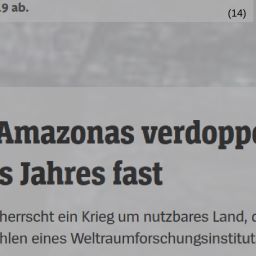 9 ab.
(14)
Amazonas verdoppe
s Jahres fast
herrscht ein Krieg um nutzbares Land, d
hlen eines Weltraumforschungsinstitut